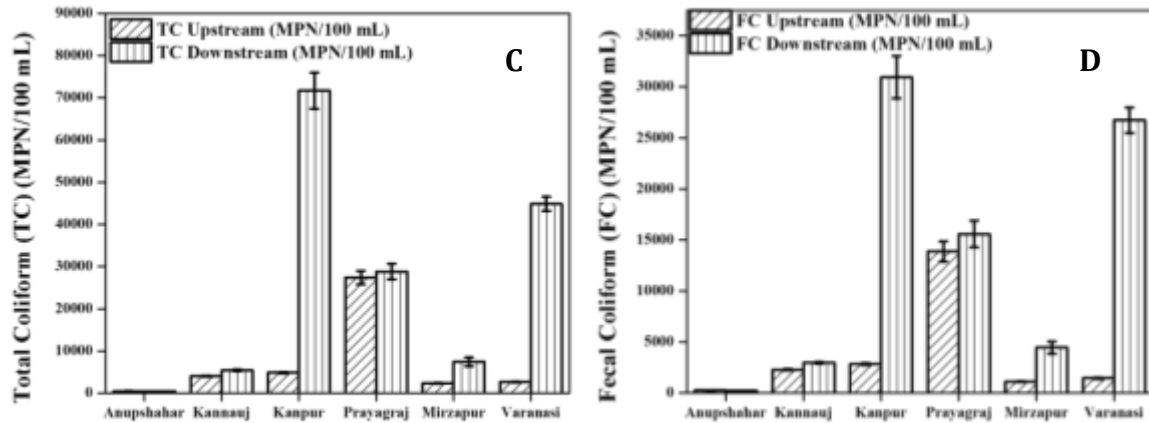 TC Upstream (MPN/100 mL)
TC Downstream (MPN/100 mL)
C
Total Coliform (TC) (MPN/100 mL)
90000
80000
70000
60000
50000
40000
30000
20000
10000
0
Anupshahar Kannauj Kanpur Prayagraj Mirzapur Varanasi
FC Upstream (MPN/100 mL)
FC Downstream (MPN/100 mL)
D
Fecal Coliform (FC) (MPN/100 mL)
35000
30000
25000
20000
15000
10000
5000
0
Anupshahar Kannauj Kanpur Prayagraj Mirzapur Varanasi